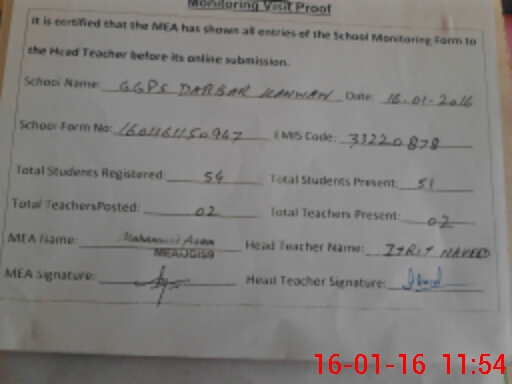 Monitoring Visit Proof
It is certified that the MEA has shown all entries of the School Monitoring Form to
the Head Teacher before its online submission.
School Name: GGPS DARBAR Date: 16-01-2016
School Form No: 1601161150967 EMIS Code: 33220878
Total Students Registered: 54 Total Students Present: 51
Total TeachersPosted: 02 Total Teachers Present: 02
MEA Name: Head Teacher Name: NAVEED
MEA Signature: Head Teacher Signature:
16-01-16 11:54